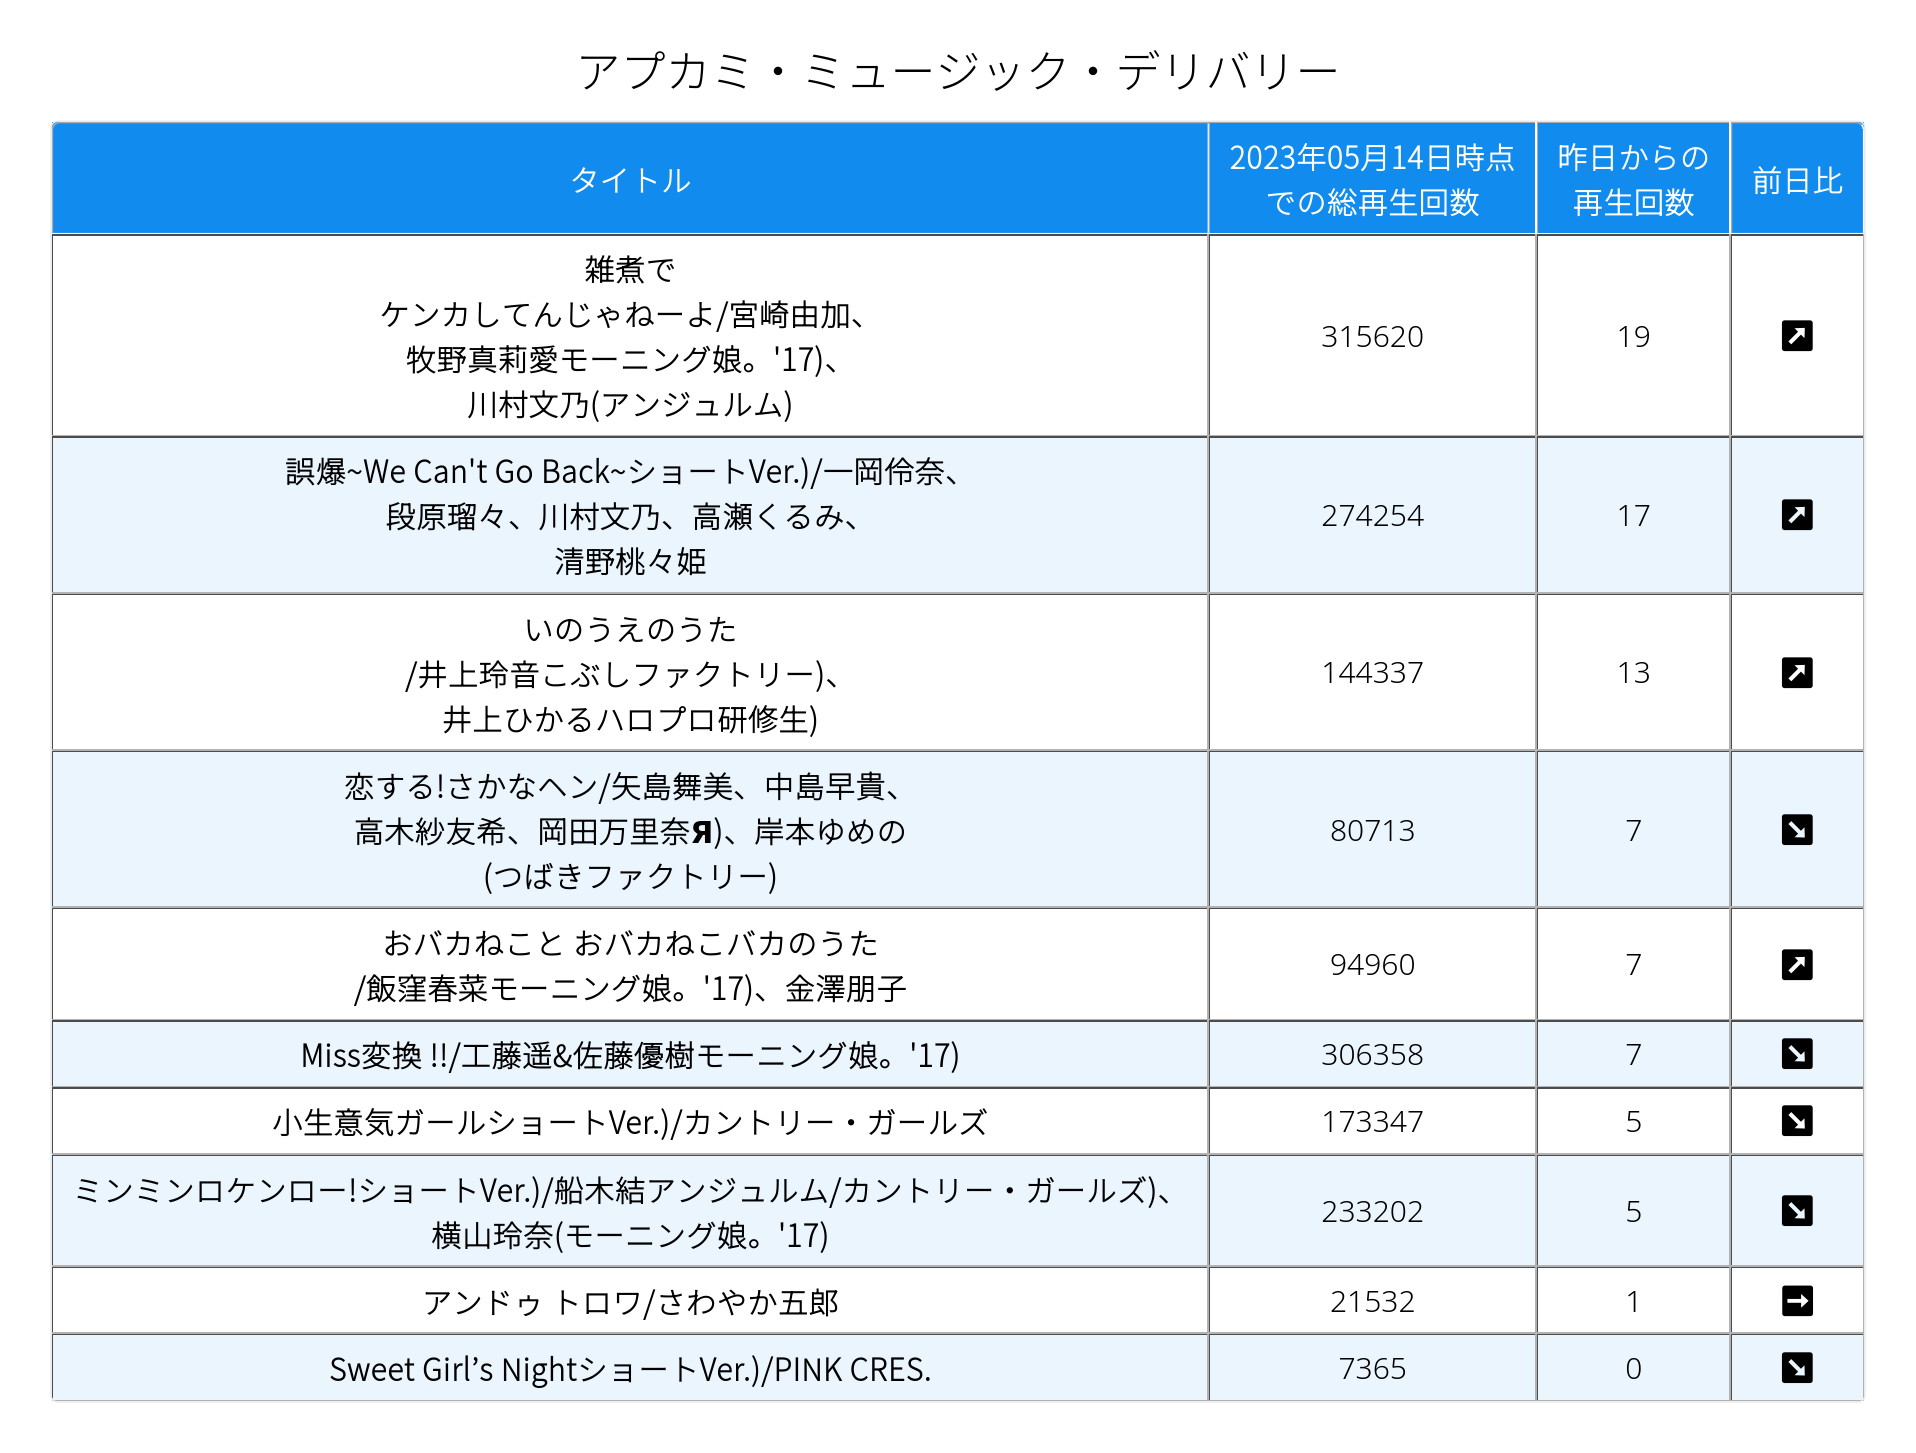 アプカミ・ミュージック・デリバリー
タイトル
2023年05月14日時点
での総再生回数
昨日からの
再生回数
前日比
雑煮で
ケンカしてんじゃねーよ/宮崎由加、
牧野真莉愛モーニング娘。'17)、
川村文乃(アンジュルム)
315620
19
誤爆~We Can't Go Back~ショートVer.)/一岡伶奈、
段原瑠々、川村文乃、高瀬くるみ、
清野桃々姫
274254
17
いのうえのうた
/井上玲音こぶしファクトリー)、
井上ひかるハロプロ研修生)
144337
13
恋する!さかなヘン/矢島舞美、中島早貴、
高木紗友希、岡田万里奈Я)、岸本ゆめの
(つばきファクトリー)
80713
7
おバカねこと おバカねこバカのうた
/飯窪春菜モーニング娘。'17)、金澤朋子
94960
7
Miss変換 !!/工藤遥&佐藤優樹モーニング娘。'17)
306358
7
小生意気ガールショートVer.)/カントリー・ガールズ
173347
5
ミンミンロケンロー!ショートVer.)/船木結アンジュルム/カントリー・ガールズ)、
横山玲奈(モーニング娘。'17)
233202
5
アンドゥ トロワ/さわやか五郎
21532
1
Sweet Girl’s NightショートVer.)/PINK CRES.
7365
0